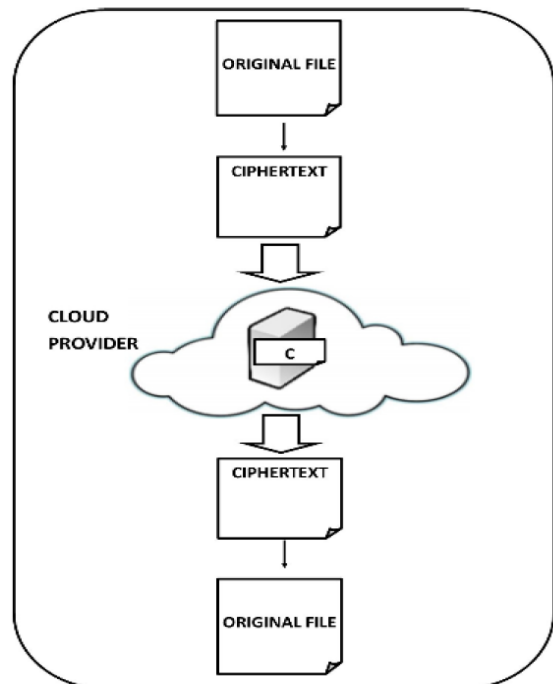 ORIGINAL FILE
CIPHERTEXT
CLOUD
PROVIDER
C
CIPHERTEXT
ORIGINAL FILE